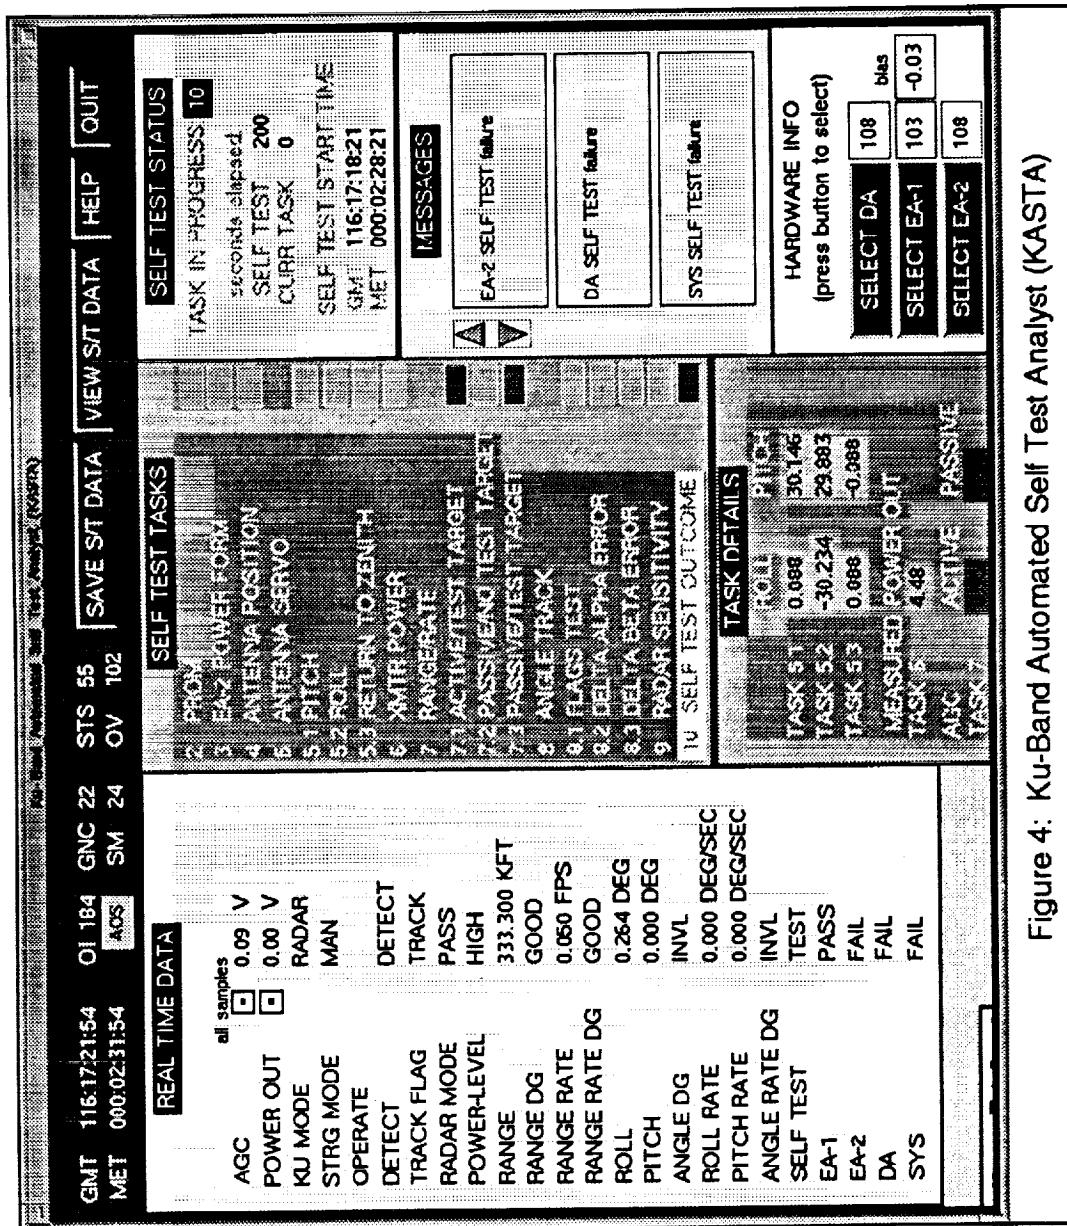 Ku-Band Automated Self Test Analyst (KASTA)
GMT 116:17:21:54 OI 184 GNC 22 STS 55
MET 000:02:31:54 AOS SM 24 OV 102
SAVE S/T DATA VIEW S/T DATA HELP QUIT
REAL TIME DATA
all samples
AGC 0.09 V
POWER OUT 0.00 V
KU MODE RADAR
STRG MODE MAN
OPERATE
DETECT DETECT
TRACK FLAG TRACK
RADAR MODE PASS
POWER-LEVEL HIGH
RANGE 333.300 KFT
RANGE DG GOOD
RANGE RATE 0.050 FPS
RANGE RATE DG GOOD
ROLL 0.264 DEG
PITCH 0.000 DEG
ANGLE DG INVL
ROLL RATE 0.000 DEG/SEC
PITCH RATE 0.000 DEG/SEC
ANGLE RATE DG INVL
SELF TEST TEST
EA-1 PASS
EA-2 FAIL
DA FAIL
SYS FAIL
SELF TEST TASKS
2 PROM
3 EA-2 POWER FORM
4 ANTENNA POSITION
5 ANTENNA SERVO
5.1 PITCH
5.2 ROLL
5.3 RETURN TO ZENITH
6 XMTR POWER
7 RANGERATE
7.1 ACTIVE/TEST TARGET
7.2 PASSIVE/NO TEST TARGET
7.3 PASSIVE/TEST TARGET
8 ANGLE TRACK
8.1 FLAGS TEST
8.2 DELTA ALPHA ERROR
8.3 DELTA BETA ERROR
9 RADAR SENSITIVITY
10 SELF TEST OUTCOME
TASK DETAILS
ROLL PITCH
TASK 5.1 0.088 30.146
TASK 5.2 -30.234 29.883
TASK 5.3 0.088 -0.088
MEASURED POWER OUT
TASK 6 4.48
AGC ACTIVE PASSIVE
TASK 7
SELF TEST STATUS
TASK IN PROGRESS 10
seconds elapsed
SELF TEST 200
CURR TASK 0
SELF TEST START TIME
GM 116:17:18:21
MET 000:02:28:21
MESSAGES
EA-2 SELF TEST failure
DA SELF TEST failure
SYS SELF TEST failure
HARDWARE INFO
(press button to select)
bias
SELECT DA 108
SELECT EA-1 103 -0.03
SELECT EA-2 108
Figure 4: Ku-Band Automated Self Test Analyst (KASTA)